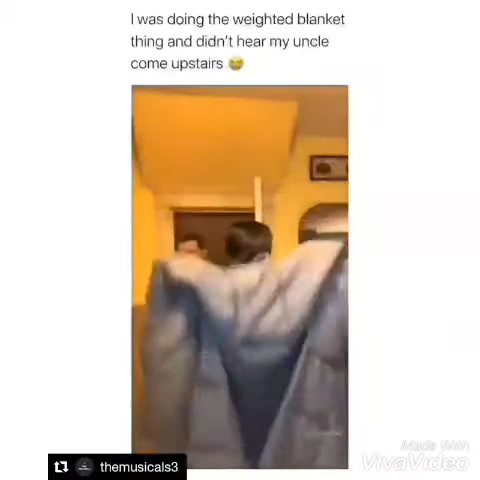 I was doing the weighted blanket
thing and didn't hear my uncle
come upstairs 😂
themusicals3
Made With
VivaVideo